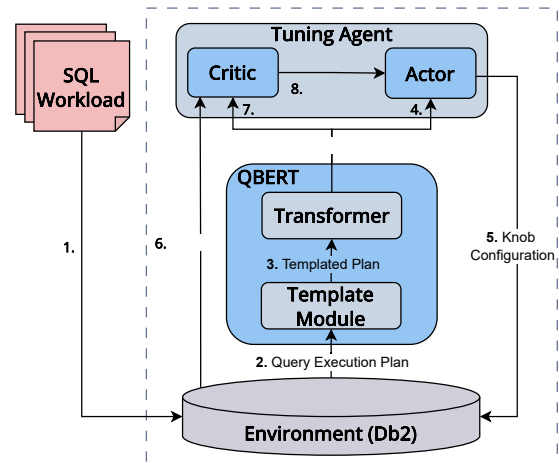 Tuning Agent
SQL
Workload
Critic
Actor
8.
7.
4.
QBERT
Transformer
1.
6.
5. Knob
Configuration
3. Templated Plan
Template
Module
2. Query Execution Plan
Environment (Db2)